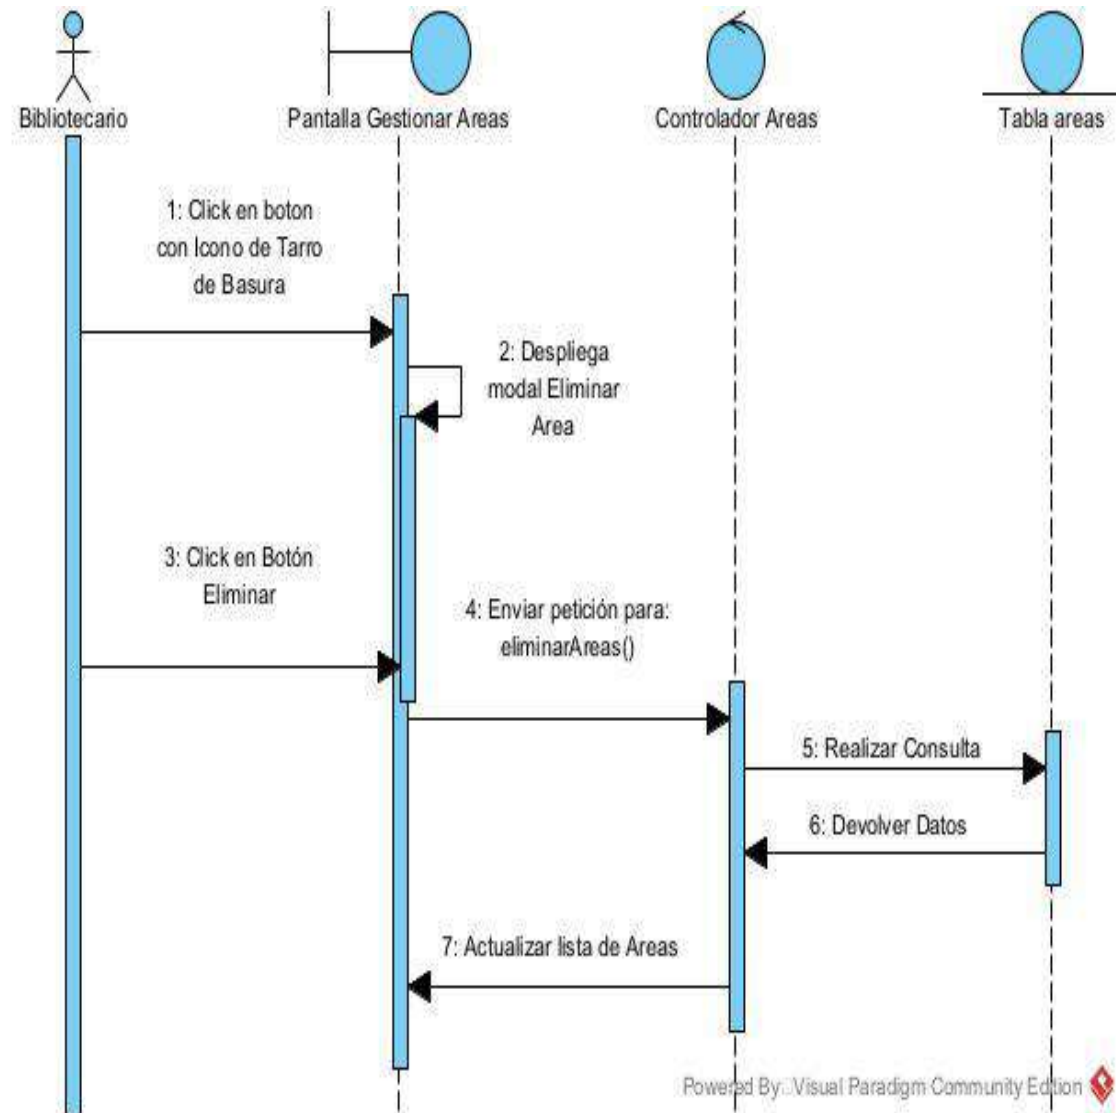 Bibliotecario
Pantalla Gestionar Areas
Controlador Areas
Tabla areas
1: Click en boton
con Icono de Tarro
de Basura
2: Despliega
modal Eliminar
Area
3: Click en Botón
Eliminar
4: Enviar petición para:
eliminarAreas()
5: Realizar Consulta
6: Devolver Datos
7: Actualizar lista de Areas
Powered By Visual Paradigm Community Edition